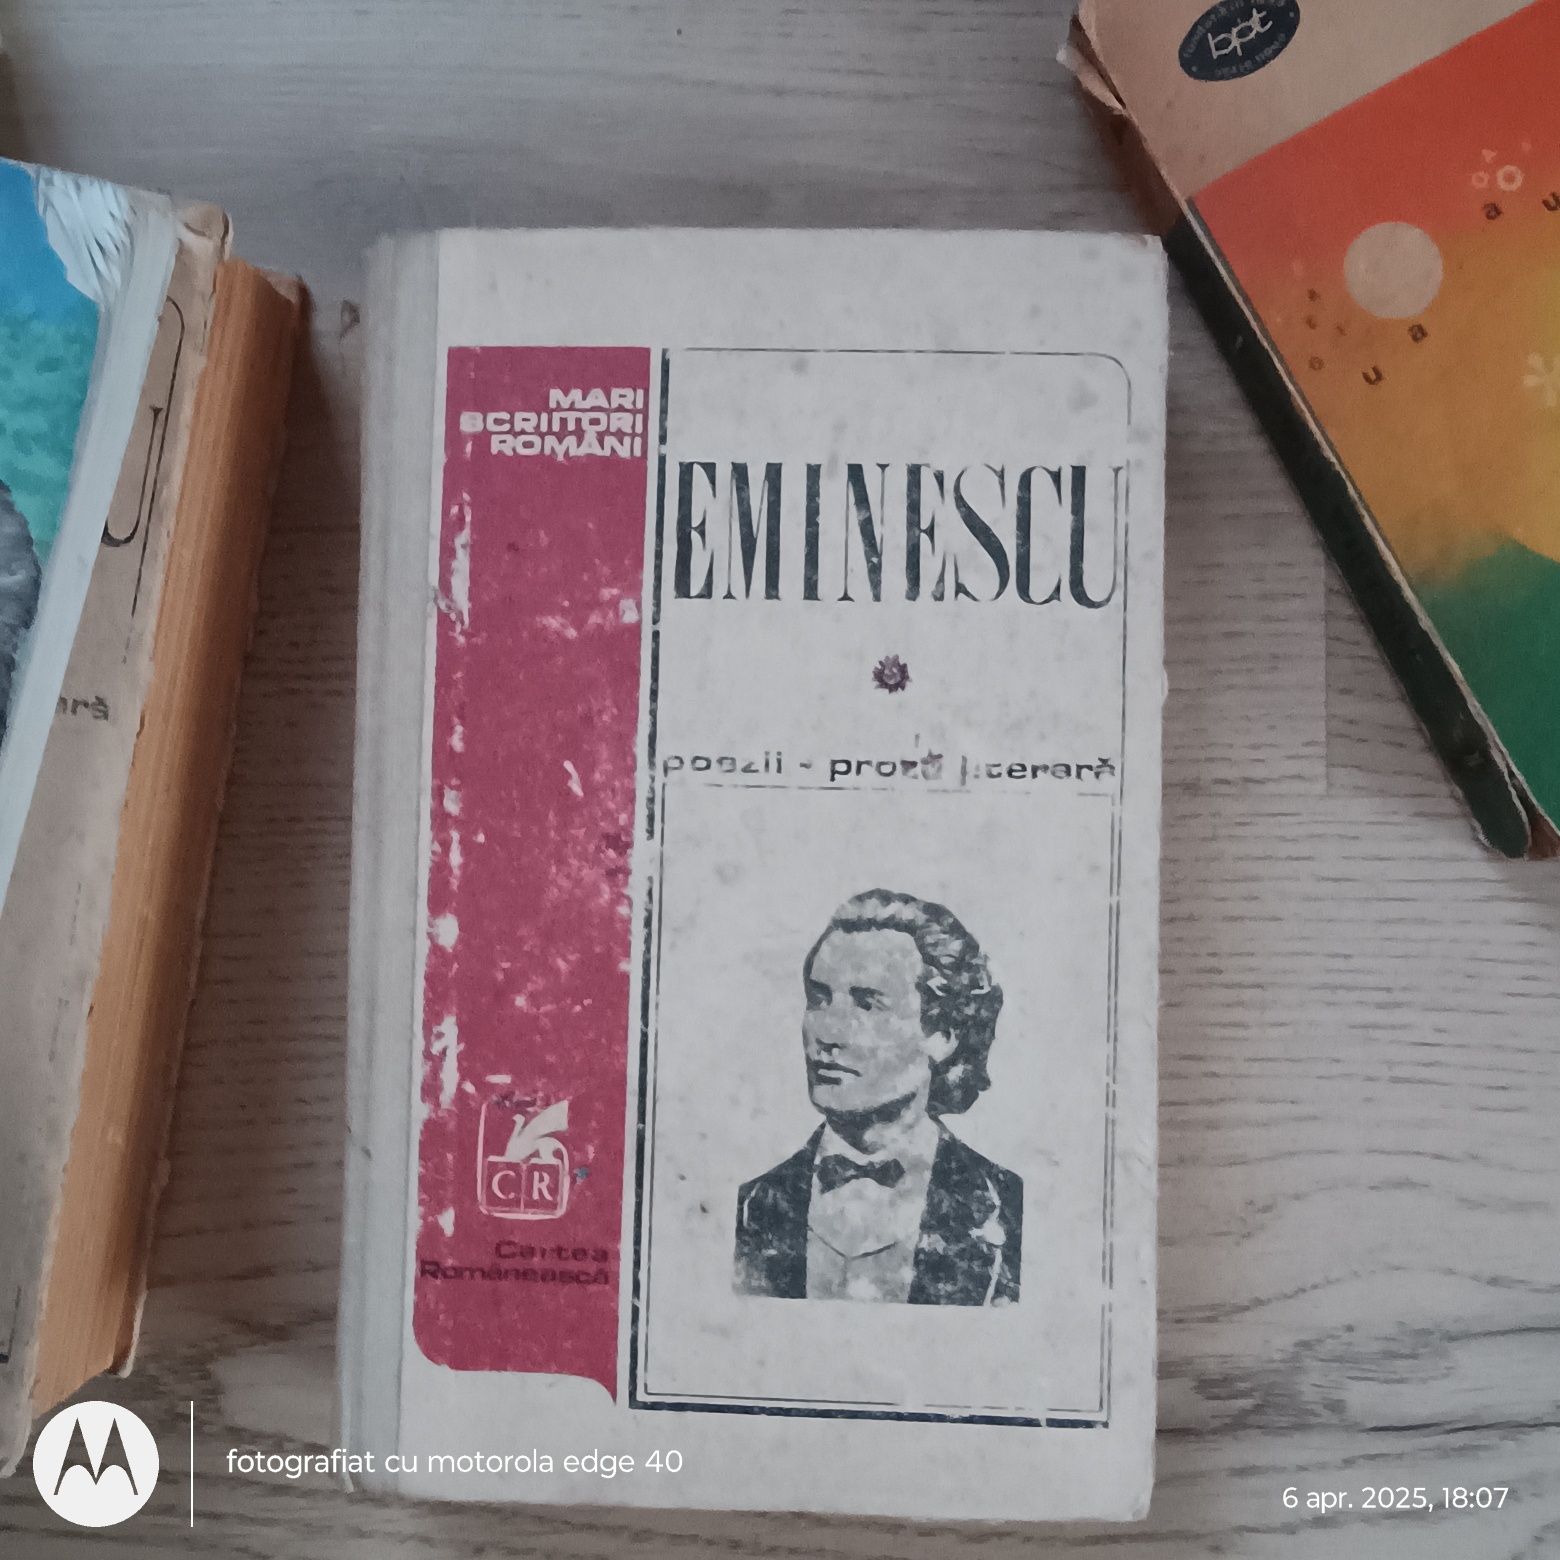 bpt
MARI
SCRIITORI
ROMÂNI
EMINESCU
poezii - proză literară
C R
Cartea
Românească
fotografiat cu motorola edge 40
6 apr. 2025, 18:07